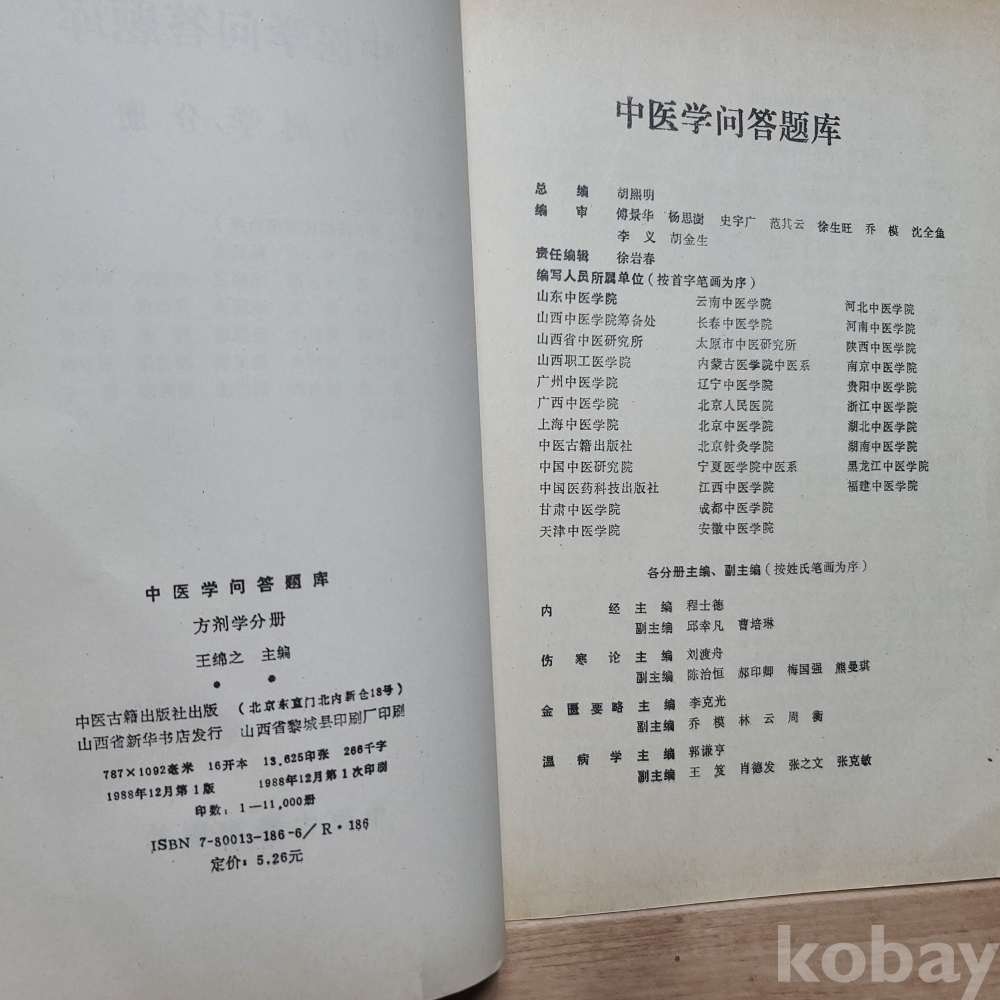 中医学问答题库
方剂学分册
王绵之 主编
中医古籍出版社出版 (北京东直门北内新仓18号)
山西省新华书店发行 山西省黎城县印刷厂印刷
787×1092毫米 16开本 13.625印张 266千字
1988年12月第1版 1988年12月第1次印刷
印数:1—11,000册
ISBN 7-80013-186-6/R·186
定价:5.26元
中医学问答题库
总编 胡熙明
编审 傅景华 杨思澍 史宇广 范其云 徐生旺 乔模 沈全鱼
李义 胡金生
责任编辑 徐岩春
编写人员所属单位(按首字笔画为序)
山东中医学院 云南中医学院 河北中医学院
山西中医学院筹备处 长春中医学院 河南中医学院
山西省中医研究所 太原市中医研究所 陕西中医学院
山西职工医学院 内蒙古医学院中医系 南京中医学院
广州中医学院 辽宁中医学院 贵阳中医学院
广西中医学院 北京人民医院 浙江中医学院
上海中医学院 北京中医学院 湖北中医学院
中医古籍出版社 北京针灸学院 湖南中医学院
中国中医研究院 宁夏医学院中医系 黑龙江中医学院
中国医药科技出版社 江西中医学院 福建中医学院
甘肃中医学院 成都中医学院
天津中医学院 安徽中医学院
各分册主编、副主编(按姓氏笔画为序)
内经 主编 程士德
副主编 邱幸凡 曹培琳
伤寒论 主编 刘渡舟
副主编 陈治恒 郝印卿 梅国强 熊曼琪
金匮要略 主编 李克光
副主编 乔模 林云 周衡
温病学 主编 郭谦亨
副主编 王笈 肖德发 张之文 张克敏
kobay